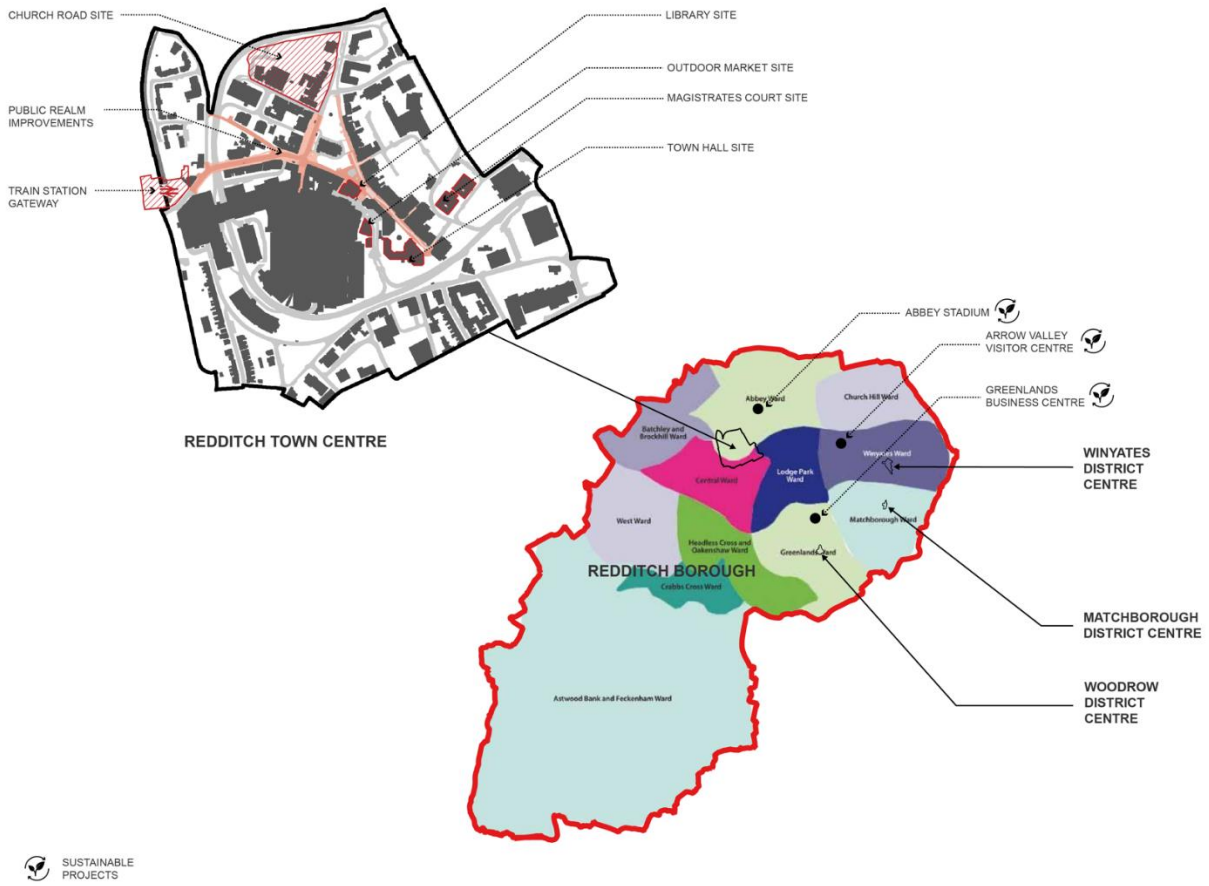 CHURCH ROAD SITE
PUBLIC REALM
IMPROVEMENTS
TRAIN STATION
GATEWAY
LIBRARY SITE
OUTDOOR MARKET SITE
MAGISTRATES COURT SITE
TOWN HALL SITE
REDDITCH TOWN CENTRE
ABBEY STADIUM
ARROW VALLEY
VISITOR CENTRE
GREENLANDS
BUSINESS CENTRE
WINYATES
DISTRICT
CENTRE
MATCHBOROUGH
DISTRICT CENTRE
WOODROW
DISTRICT
CENTRE
Abbey Ward
Church Hill Ward
Batchley and
Brockhill Ward
Winyates Ward
Lodge Park
Ward
Central Ward
West Ward
Matchborough Ward
Headless Cross and
Oakenshaw Ward
Greenlands Ward
REDDITCH BOROUGH
Crabbs Cross Ward
Astwood Bank and Feckenham Ward
SUSTAINABLE
PROJECTS